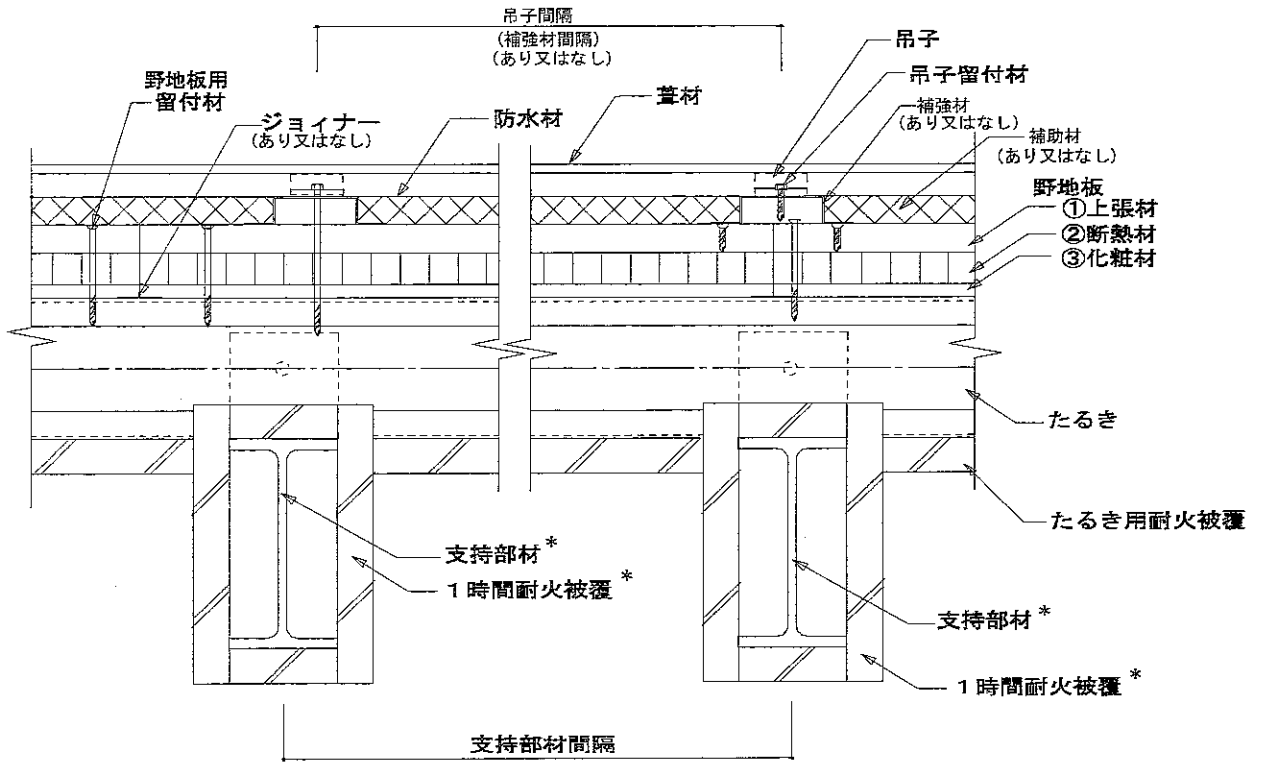 吊子間隔
(補強材間隔)
(あり又はなし)
吊子
吊子留付材
野地板用
留付材
ジョイナー
(あり又はなし)
防水材
葺材
補強材
(あり又はなし)
補助材
(あり又はなし)
野地板
①上張材
②断熱材
③化粧材
たるき
たるき用耐火被覆
支持部材*
1時間耐火被覆*
支持部材*
1時間耐火被覆*
支持部材間隔